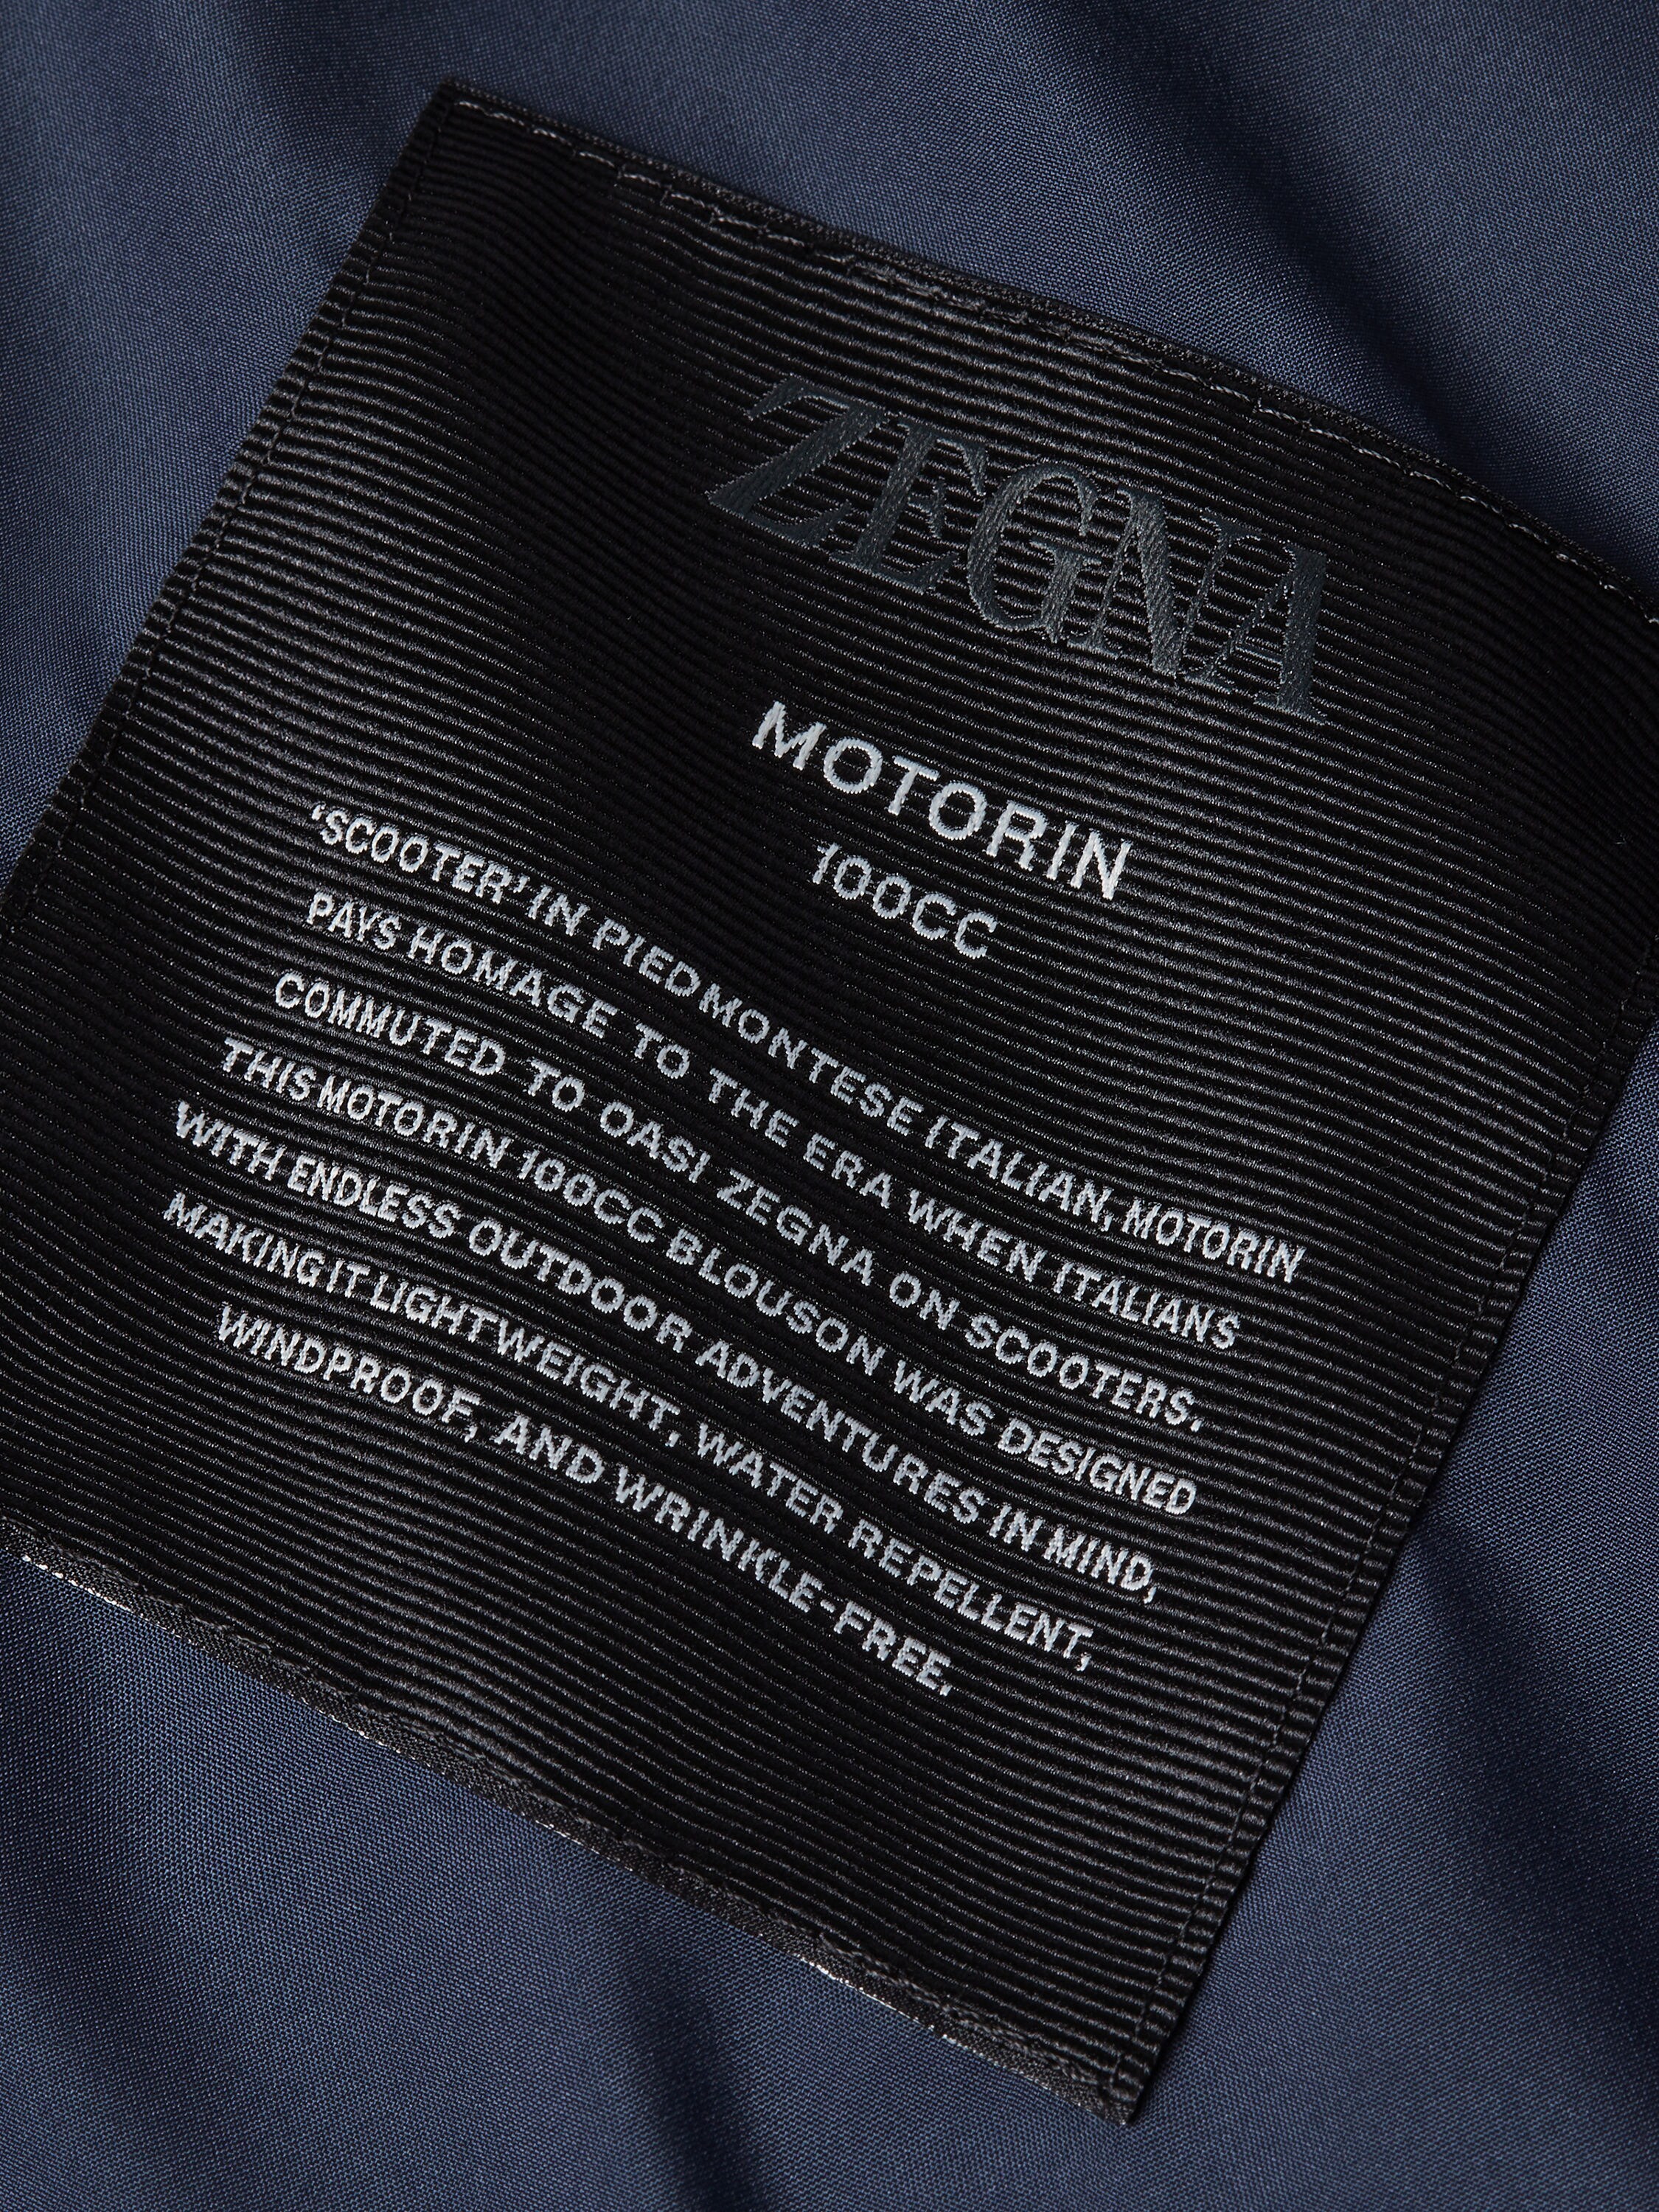 ZEGNA
MOTORIN
100CC
‘SCOOTER’ IN PIEDMONTESE ITALIAN, MOTORIN
PAYS HOMAGE TO THE ERA WHEN ITALIANS
COMMUTED TO OASI ZEGNA ON SCOOTERS.
THIS MOTORIN 100CC BLOUSON WAS DESIGNED
WITH ENDLESS OUTDOOR ADVENTURES IN MIND,
MAKING IT LIGHTWEIGHT, WATER REPELLENT,
WINDPROOF, AND WRINKLE-FREE.